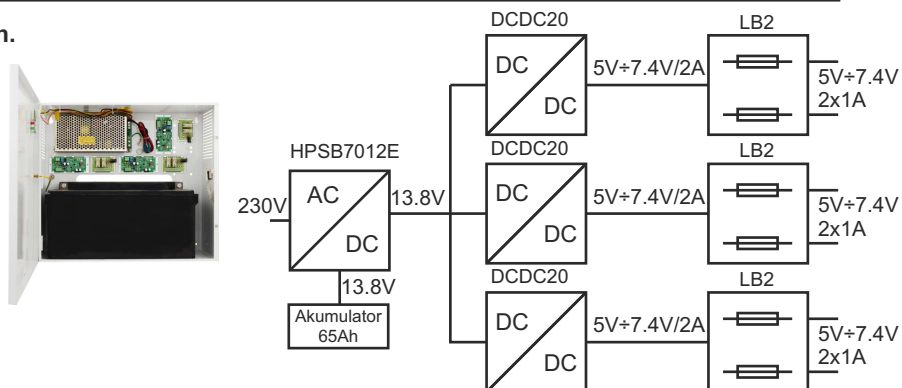 n.
DCDC20
DC
DC
5V÷7.4V/2A
LB2
5V÷7.4V
2x1A
HPSB7012E
230V
AC
DC
13.8V
13.8V
Akumulator
65Ah
DCDC20
DC
DC
5V÷7.4V/2A
LB2
5V÷7.4V
2x1A
DCDC20
DC
DC
5V÷7.4V/2A
LB2
5V÷7.4V
2x1A